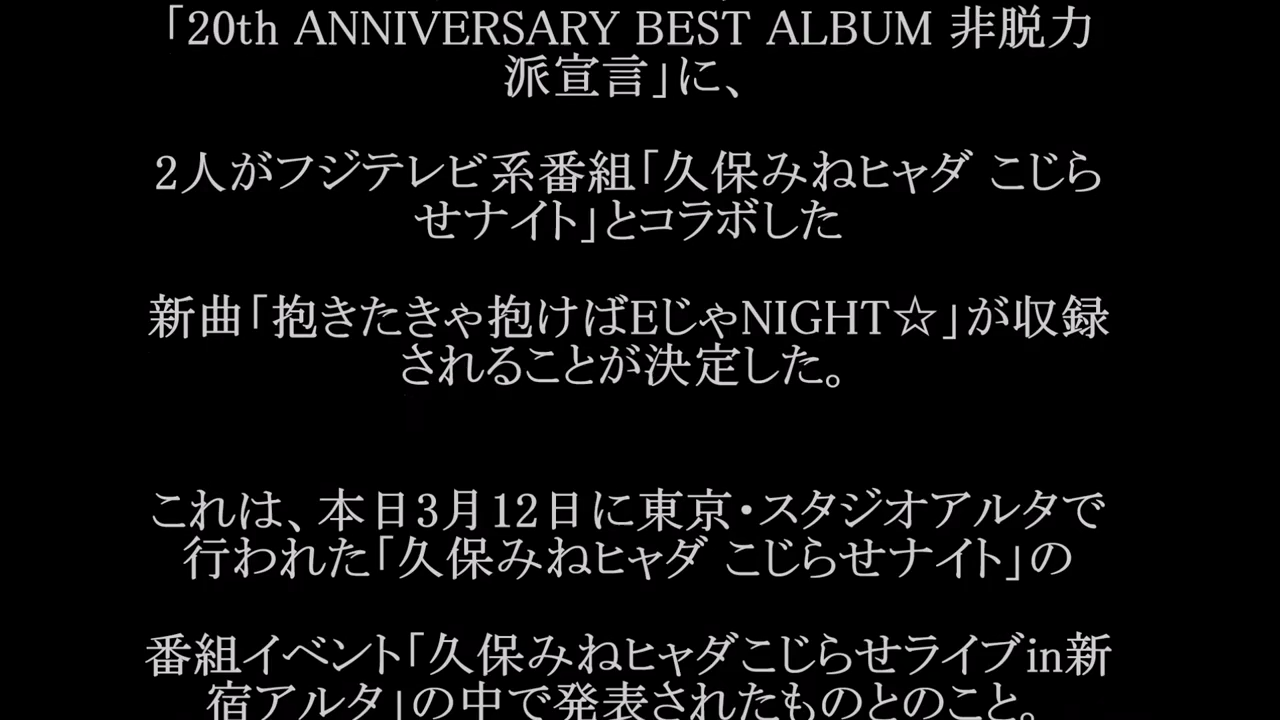 「20th ANNIVERSARY BEST ALBUM 非脱力
派宣言」に、
2人がフジテレビ系番組「久保みねヒャダ こじら
せナイト」とコラボした
新曲「抱きたきゃ抱けばEじゃNIGHT☆」が収録
されることが決定した。
これは、本日3月12日に東京・スタジオアルタで
行われた「久保みねヒャダ こじらせナイト」の
番組イベント「久保みねヒャダこじらせライブin新
宿アルタ」の中で発表されたものとのこと。